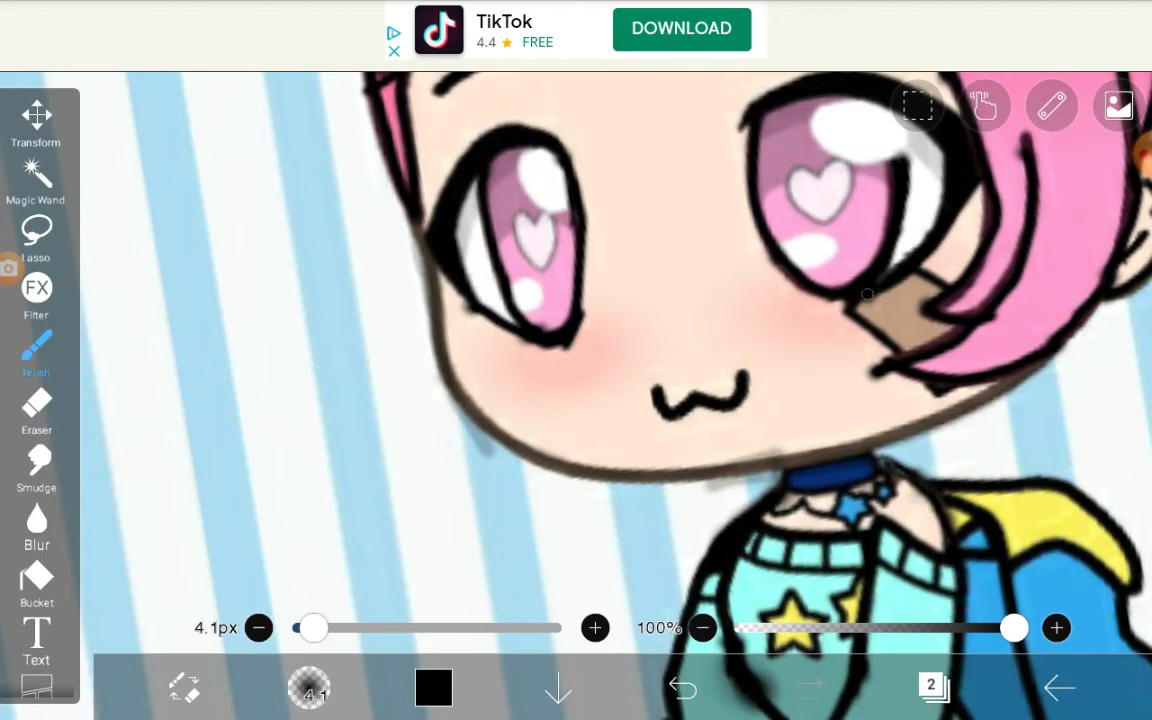 TikTok
4.4 ★ FREE
DOWNLOAD
Transform
Magic Wand
Lasso
FX
Filter
Brush
Eraser
Smudge
Blur
Bucket
T
Text
4.1px
100%
4.1
2